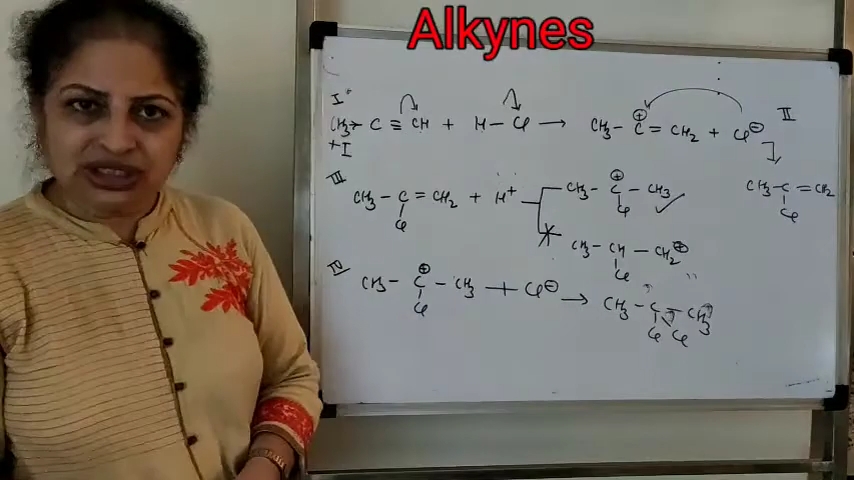 Alkynes
I CH3 - C ≡ CH + H - Cl → CH3 - C⊕ = CH2 + Cl⊖ II
+I
CH3 - C = CH2
Cl
III CH3 - C = CH2 + H+ CH3 - C⊕ - CH3 ✓
Cl Cl
CH3 - CH - CH2⊕
Cl
IV CH3 - C⊕ - CH3 + Cl⊖ → CH3 - C - CH3
Cl Cl Cl